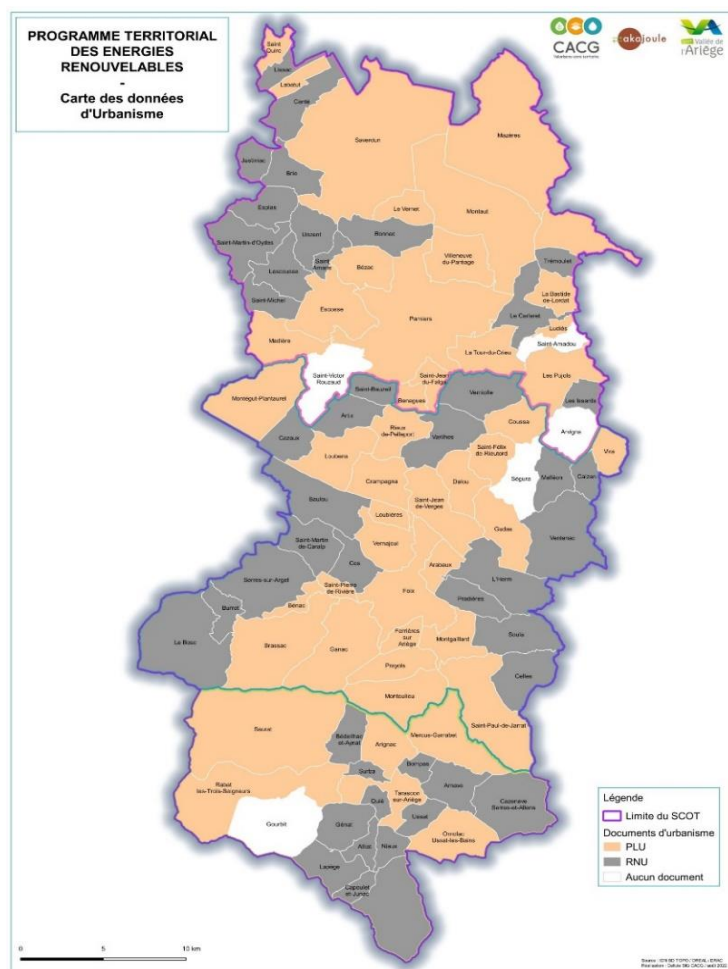 PROGRAMME TERRITORIAL
DES ENERGIES
RENOUVELABLES
-
Carte des données
d'Urbanisme
CACG
akajoule
Vallée de
l'Ariège
Saint
Quirc
Lissac
Labatut
Canté
Saverdun
Mazères
Justiniac
Brie
Le Vernet
Montaut
Esplas
Saint-Martin-d'Oydes
Unzent
Bonnac
Saint
Amans
Bézac
Villeneuve
du-Paréage
Trémoulet
Lescousse
La Bastide
de-Lordat
Saint-Michel
Escosse
Pamiers
Le Carlaret
Ludiès
Saint-Amadou
Madière
La Tour-du-Crieu
Saint-Victor
Rouzaud
Saint-Jean
du-Falga
Les Pujols
Saint-Bauzeil
Benagues
Verniolle
Les Issards
Montégut-Plantaurel
Artix
Rieux
de-Pelleport
Coussa
Arvigna
Cazaux
Varilhes
Vira
Loubens
Saint-Félix
de-Rieutord
Crampagna
Dalou
Ségura
Malléon
Carzan
Baulou
Saint-Jean
de-Verges
Loubières
Gudas
Ventenac
Saint-Martin
de-Caralp
Vernajoul
Cos
Arabaux
L'Herm
Serres-sur-Arget
Saint-Pierre
de-Rivière
Foix
Pradières
Burret
Bénac
Le Bosc
Brassac
Ganac
Ferrières
sur
Ariège
Montgaillard
Soula
Prayols
Celles
Montoulieu
Saint-Paul-de-Jarrat
Saurat
Bédeilhac
et-Aynat
Arignac
Mercus-Garrabet
Surba
Bompas
Rabat
les-Trois-Seigneurs
Tarascon
sur-Ariège
Arnave
Cazenave
Serres-et-Allens
Quié
Ussat
Gourbit
Génat
Ornolac
Ussat-les-Bains
Alliat
Niaux
Lapège
Capoulet
et-Junac
Légende
Limite du SCOT
Documents d'urbanisme
PLU
RNU
Aucun document
0 5 10 km